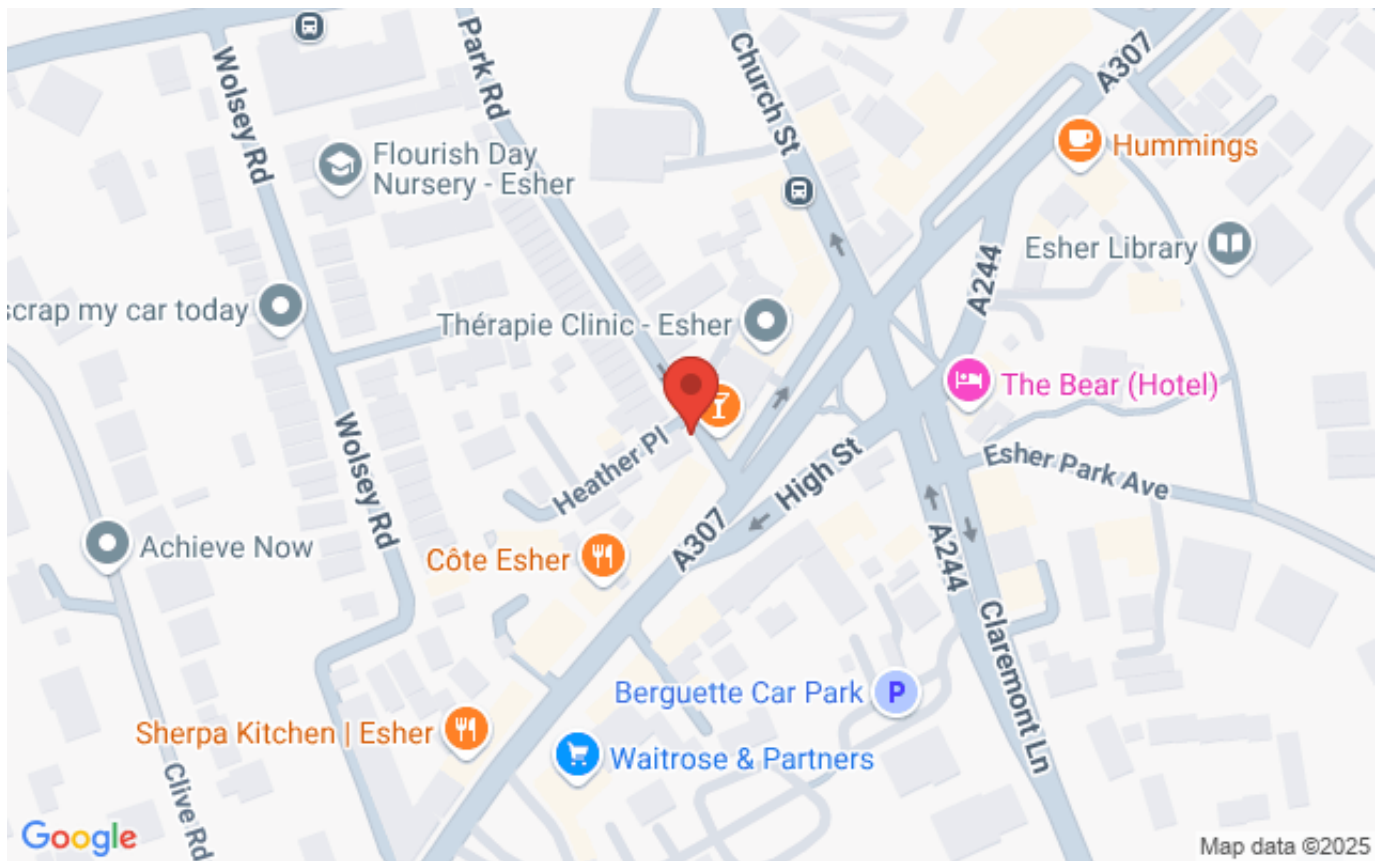 Wolsey Rd
Park Rd
Church St
A307
Flourish Day
Nursery - Esher
Hummings
Esher Library
A244
scrap my car today
Thérapie Clinic - Esher
The Bear (Hotel)
Wolsey Rd
Heather Pl
High St
Esher Park Ave
Achieve Now
Côte Esher
A307
A244
Claremont Ln
Berguette Car Park
P
Sherpa Kitchen | Esher
Waitrose & Partners
Clive Rd
Google
Map data ©2025